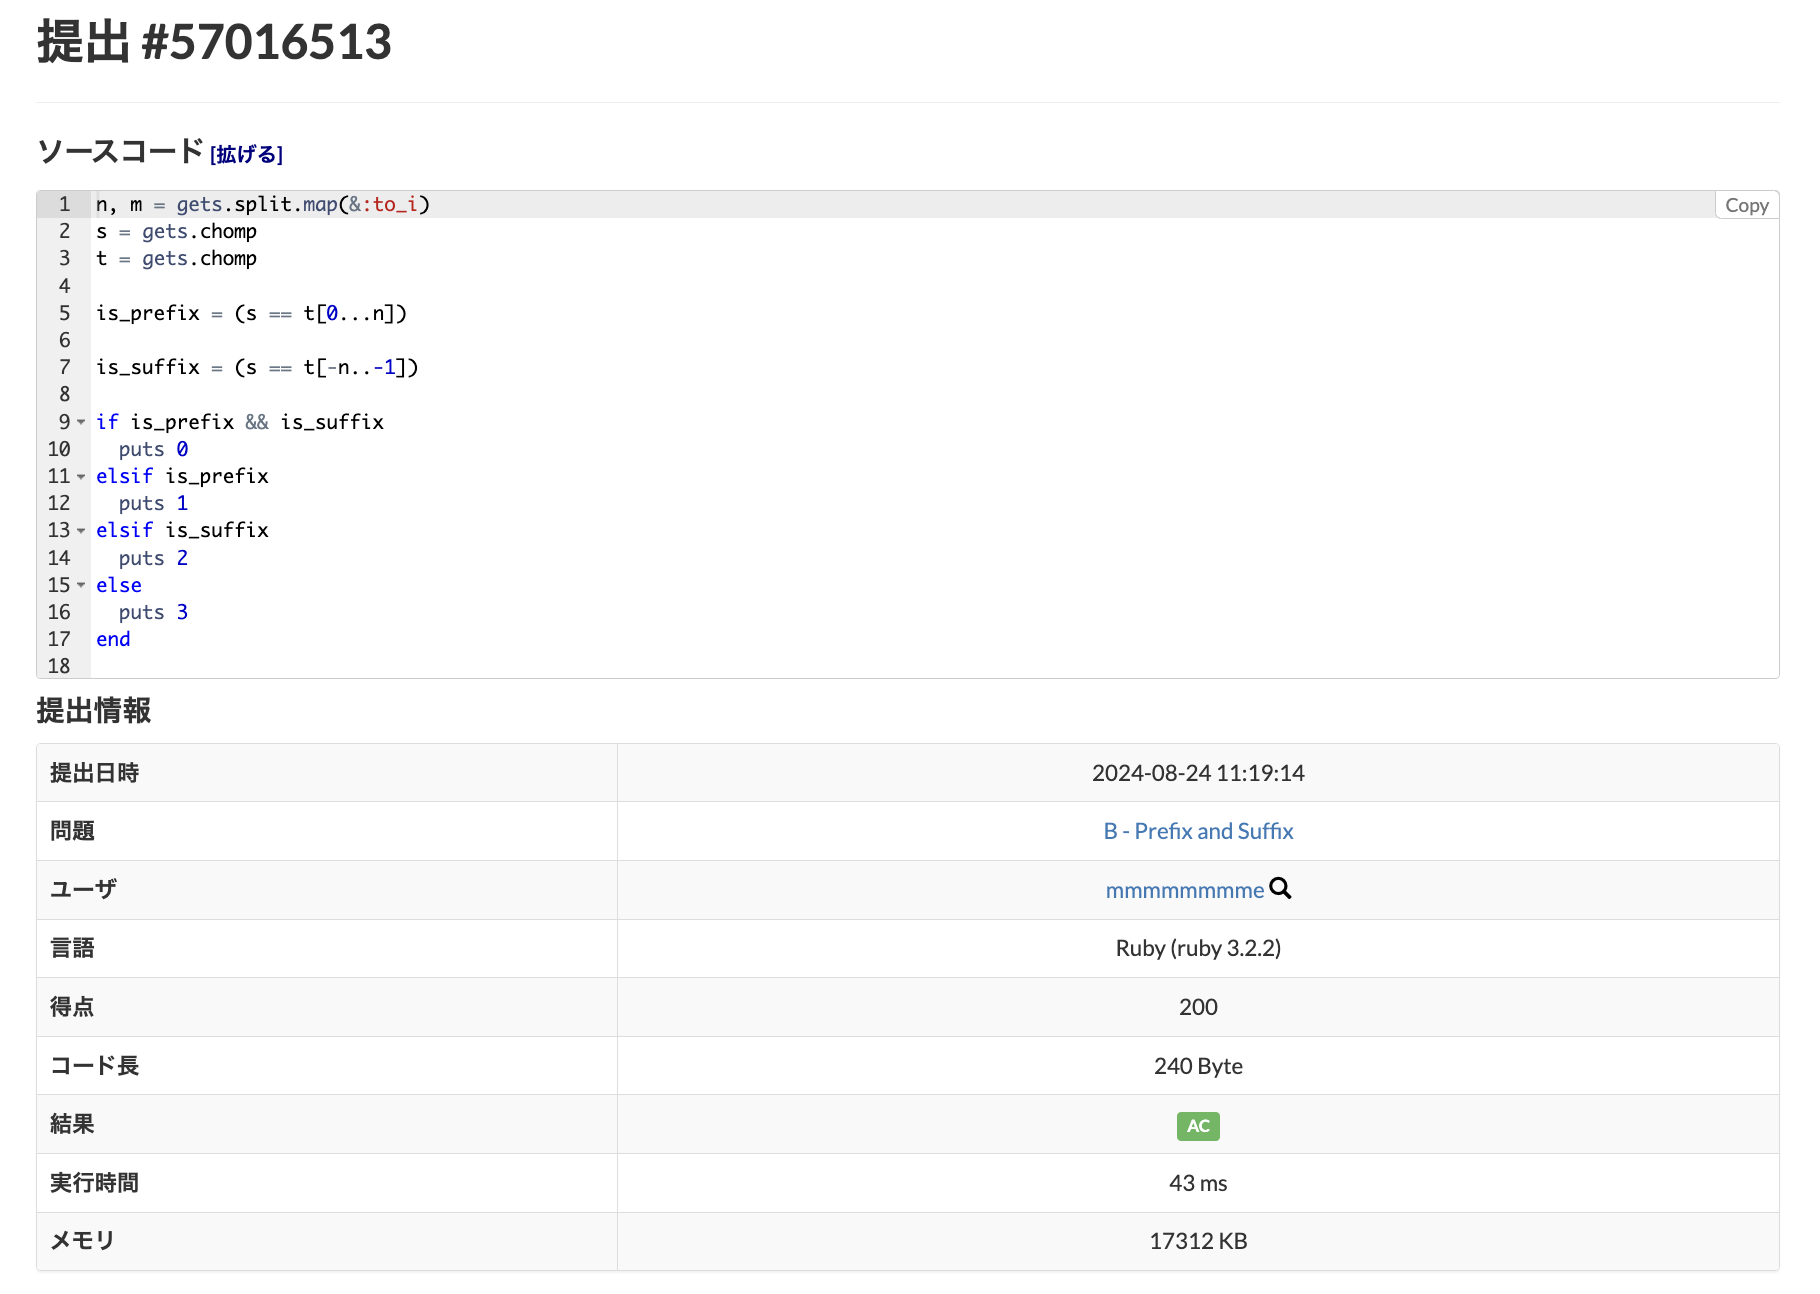 提出 #57016513
ソースコード [拡げる]
Copy
1 n, m = gets.split.map(&:to_i)
2 s = gets.chomp
3 t = gets.chomp
4
5 is_prefix = (s == t[0...n])
6
7 is_suffix = (s == t[-n..-1])
8
9 if is_prefix && is_suffix
10   puts 0
11 elsif is_prefix
12   puts 1
13 elsif is_suffix
14   puts 2
15 else
16   puts 3
17 end
18
提出情報
提出日時 2024-08-24 11:19:14
問題 B - Prefix and Suffix
ユーザ mmmmmmmme
言語 Ruby (ruby 3.2.2)
得点 200
コード長 240 Byte
結果 AC
実行時間 43 ms
メモリ 17312 KB